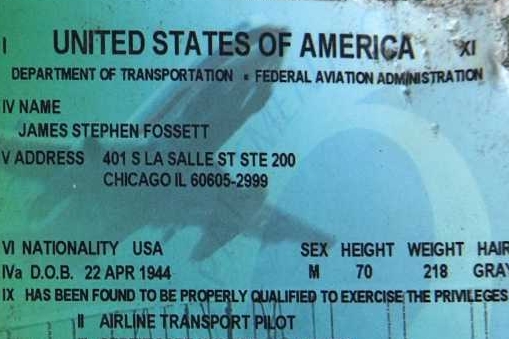 I UNITED STATES OF AMERICA XI
DEPARTMENT OF TRANSPORTATION ▪ FEDERAL AVIATION ADMINISTRATION
IV NAME
JAMES STEPHEN FOSSETT
V ADDRESS 401 S LA SALLE ST STE 200
CHICAGO IL 60605-2999
VI NATIONALITY USA SEX HEIGHT WEIGHT HAIR
IVa D.O.B. 22 APR 1944 M 70 218 GRAY
IX HAS BEEN FOUND TO BE PROPERLY QUALIFIED TO EXERCISE THE PRIVILEGES
II AIRLINE TRANSPORT PILOT